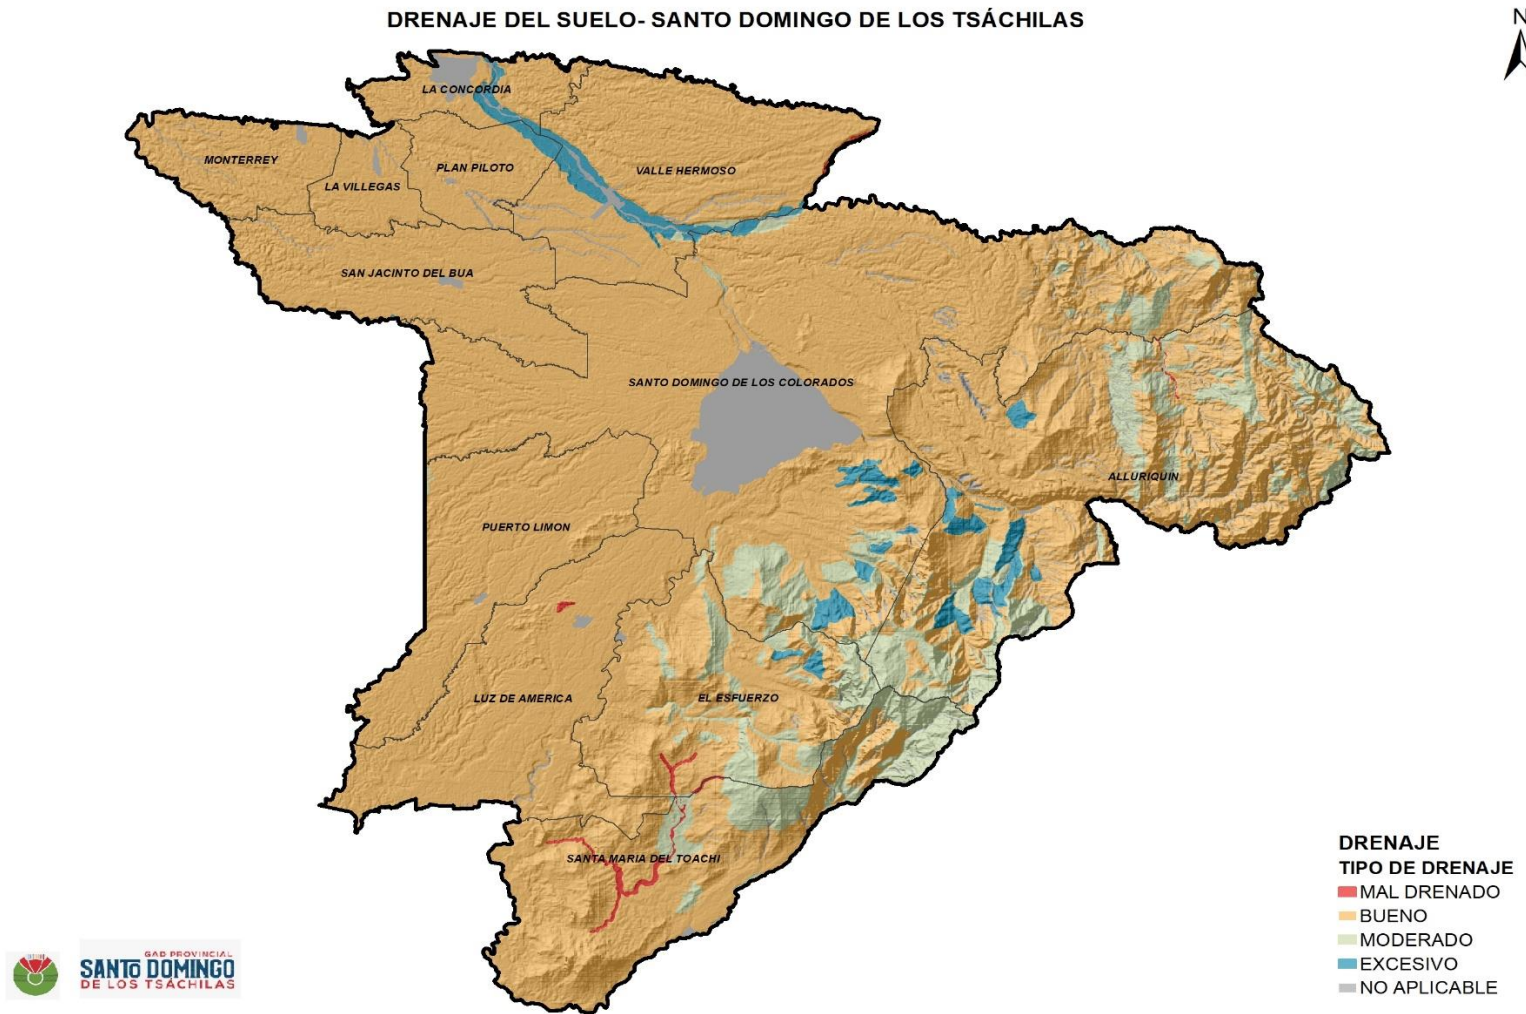 DRENAJE DEL SUELO- SANTO DOMINGO DE LOS TSÁCHILAS
N
LA CONCORDIA
MONTERREY
LA VILLEGAS
PLAN PILOTO
VALLE HERMOSO
SAN JACINTO DEL BUA
SANTO DOMINGO DE LOS COLORADOS
ALLURIQUIN
PUERTO LIMON
LUZ DE AMERICA
EL ESFUERZO
SANTA MARIA DEL TOACHI
DRENAJE
TIPO DE DRENAJE
MAL DRENADO
BUENO
MODERADO
EXCESIVO
NO APLICABLE
GAD PROVINCIAL
SANTO DOMINGO
DE LOS TSÁCHILAS